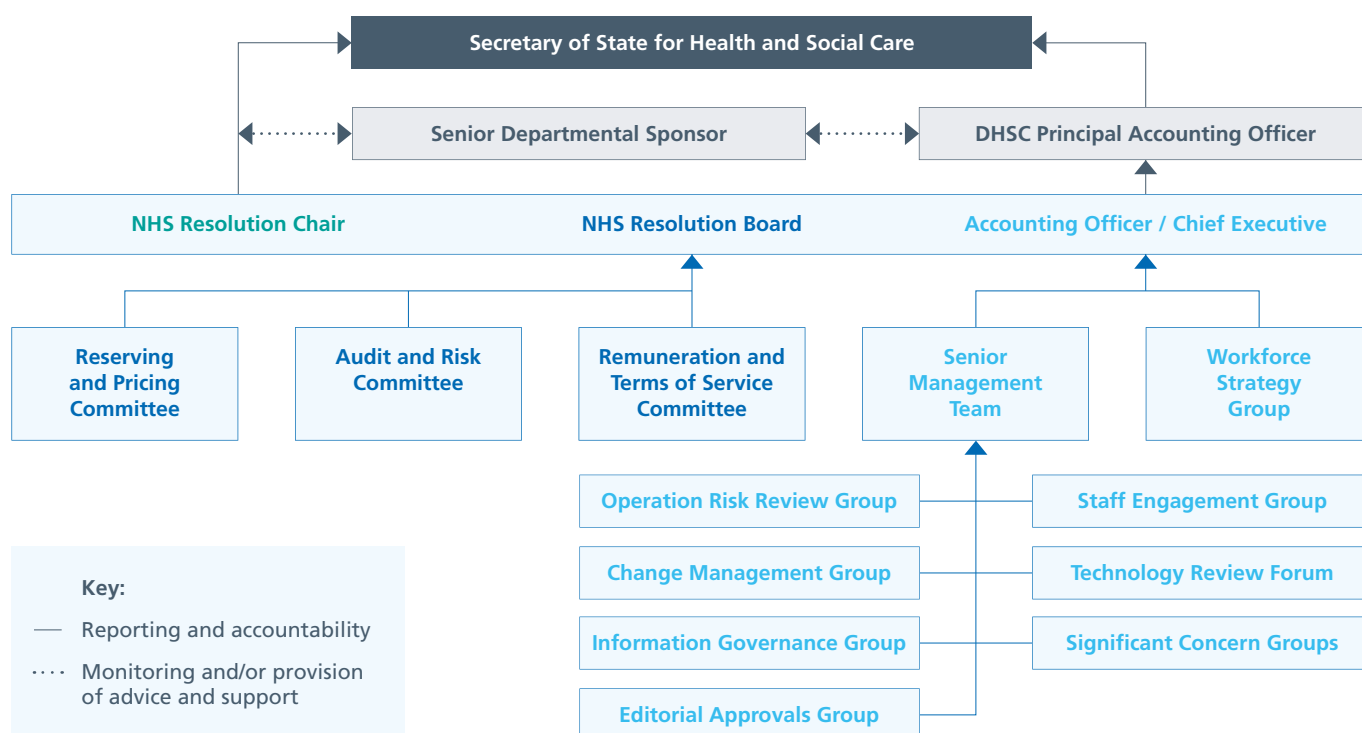 Secretary of State for Health and Social Care
Senior Departmental Sponsor
DHSC Principal Accounting Officer
NHS Resolution Chair
NHS Resolution Board
Accounting Officer / Chief Executive
Reserving
and Pricing
Committee
Audit and Risk
Committee
Remuneration and
Terms of Service
Committee
Senior
Management
Team
Workforce
Strategy
Group
Operation Risk Review Group
Staff Engagement Group
Change Management Group
Technology Review Forum
Information Governance Group
Significant Concern Groups
Editorial Approvals Group
Key:
Reporting and accountability
Monitoring and/or provision
of advice and support